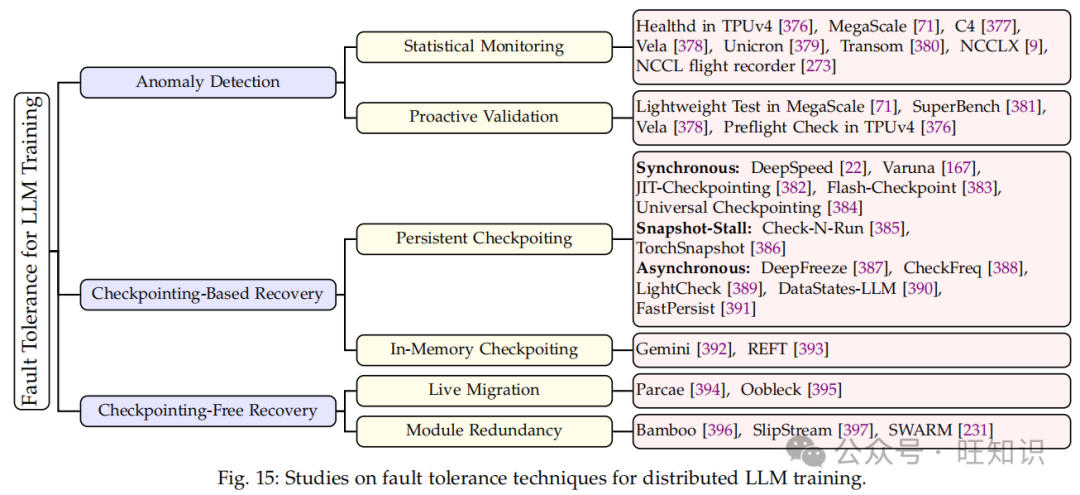 Fault Tolerance for LLM Training
Anomaly Detection
Statistical Monitoring
Healthd in TPUv4 [376], MegaScale [71], C4 [377],
Vela [378], Unicron [379], Transom [380], NCCLX [9],
NCCL flight recorder [273]
Proactive Validation
Lightweight Test in MegaScale [71], SuperBench [381],
Vela [378], Preflight Check in TPUv4 [376]
Checkpointing-Based Recovery
Persistent Checkpoiting
Synchronous: DeepSpeed [22], Varuna [167],
JIT-Checkpointing [382], Flash-Checkpoint [383],
Universal Checkpointing [384]
Snapshot-Stall: Check-N-Run [385],
TorchSnapshot [386]
Asynchronous: DeepFreeze [387], CheckFreq [388],
LightCheck [389], DataStates-LLM [390],
FastPersist [391]
In-Memory Checkpoiting
Gemini [392], REFT [393]
Checkpointing-Free Recovery
Live Migration
Parcae [394], Oobleck [395]
Module Redundancy
Bamboo [396], SlipStream [397], SWARM [231]
公众号·旺知识
Fig. 15: Studies on fault tolerance techniques for distributed LLM training.